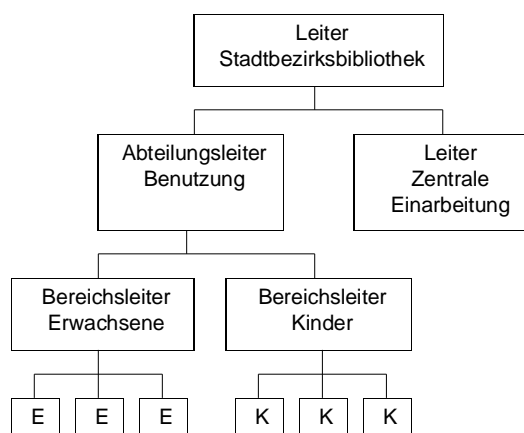 Leiter
Stadtbezirksbibliothek
Abteilungsleiter
Benutzung
Leiter
Zentrale
Einarbeitung
Bereichsleiter
Erwachsene
Bereichsleiter
Kinder
E E E K K K